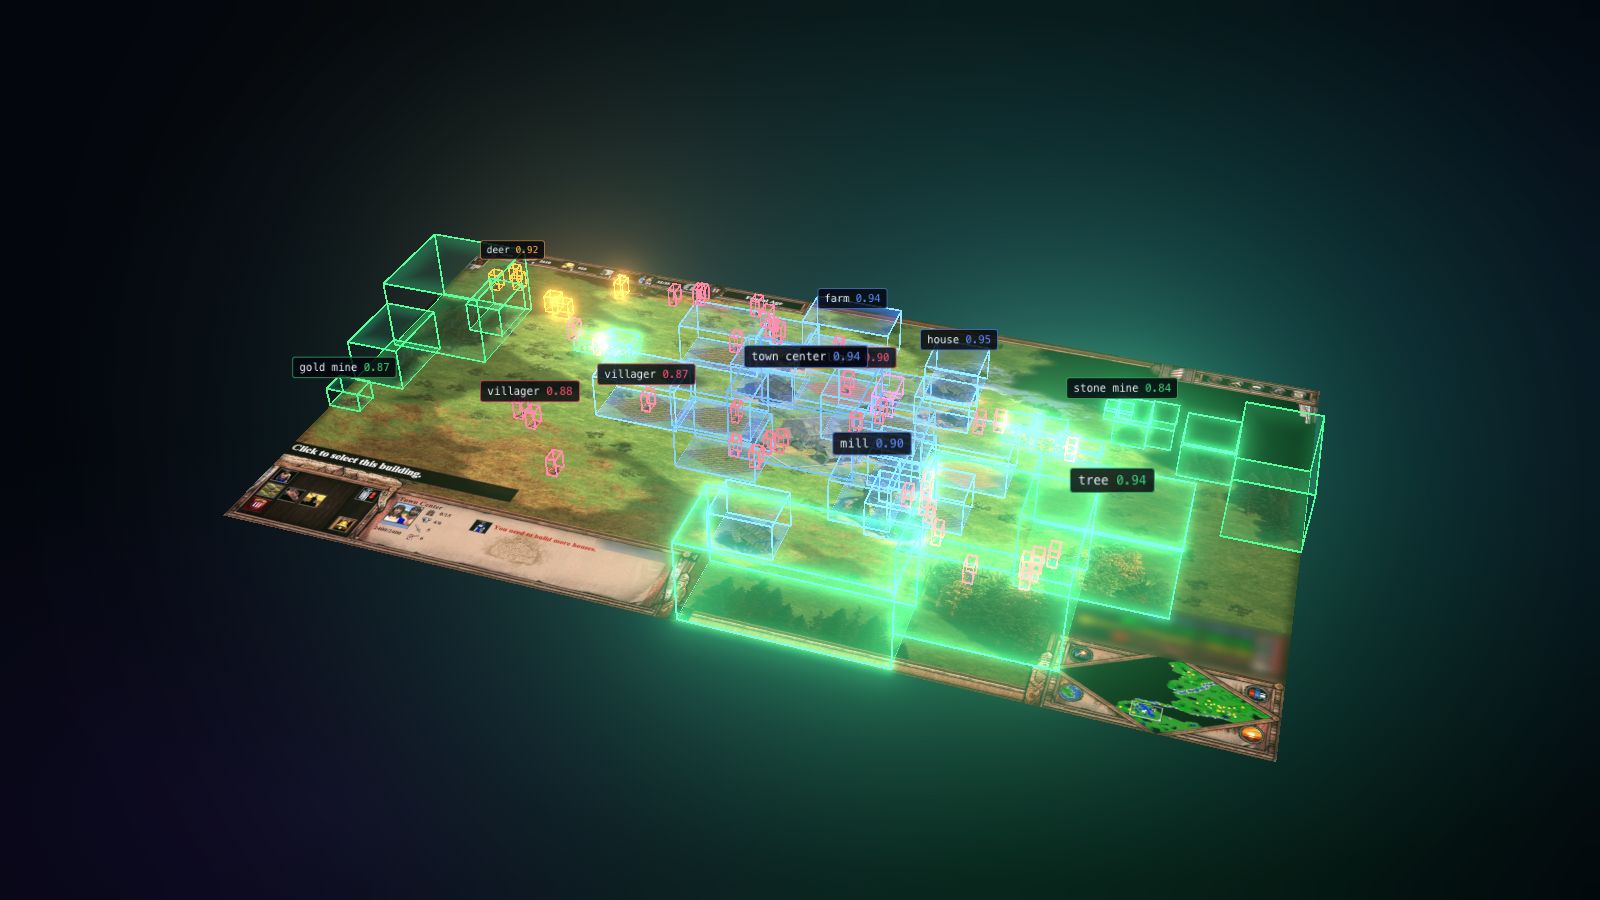 deer 0.92
farm 0.94
house 0.95
town center 0.94
0.90
gold mine 0.87
villager 0.87
villager 0.88
stone mine 0.84
mill 0.90
tree 0.94
Click to select this building.
Town Center
You need to build more houses.
2400/2400